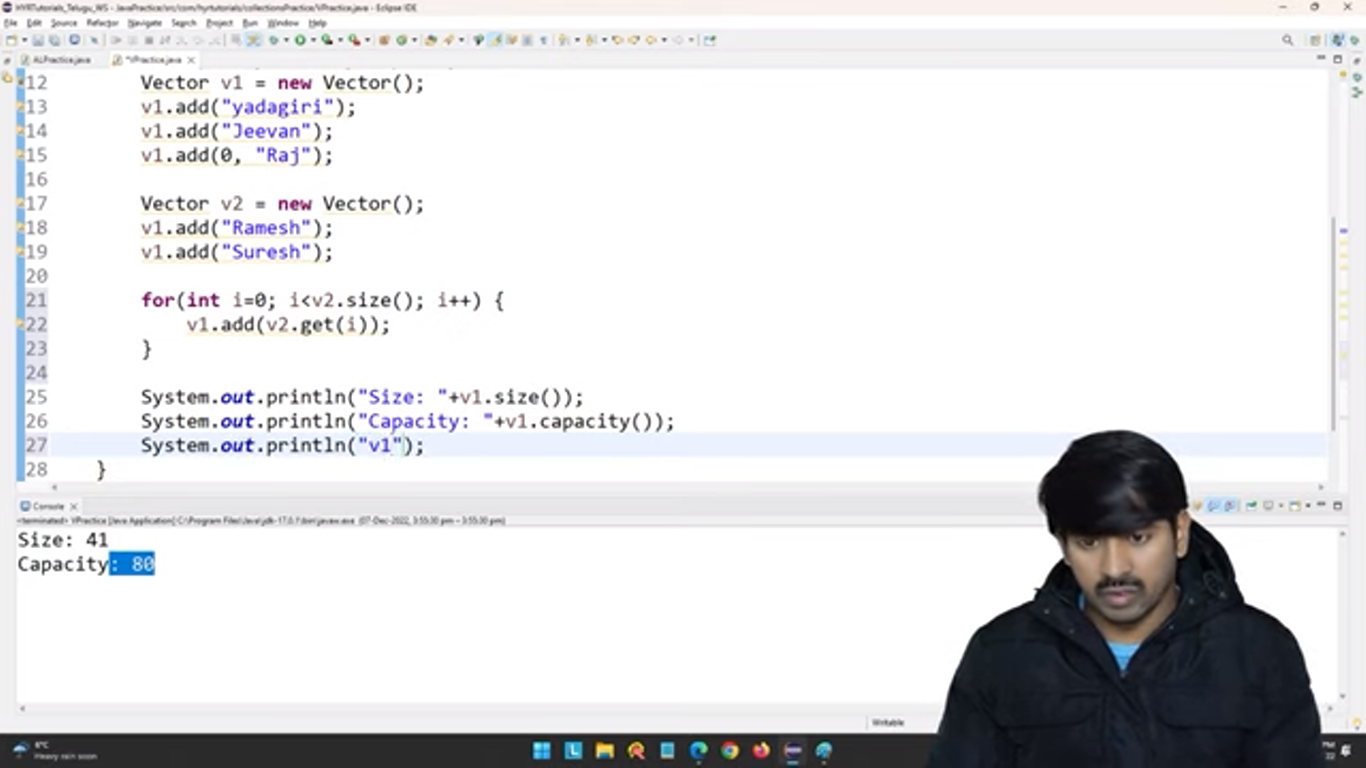 HYRTutorials_Telugu_WS - JavaPractice/src/com/hyrtutorials/collectionsPractice/VPractice.java - Eclipse IDE
File Edit Source Refactor Navigate Search Project Run Window Help
ALPractice.java *VPractice.java
12 Vector v1 = new Vector();
13 v1.add("yadagiri");
14 v1.add("Jeevan");
15 v1.add(0, "Raj");
16
17 Vector v2 = new Vector();
18 v1.add("Ramesh");
19 v1.add("Suresh");
20
21 for(int i=0; i<v2.size(); i++) {
22 v1.add(v2.get(i));
23 }
24
25 System.out.println("Size: "+v1.size());
26 System.out.println("Capacity: "+v1.capacity());
27 System.out.println("v1");
28 }
Console
<terminated> VPractice [Java Application] C:\Program Files\Java\jdk-17.0.1\bin\javaw.exe (07-Dec-2022, 3:55:30 pm – 3:55:30 pm)
Size: 41
Capacity: 80
Writable
6°C
Heavy rain soon
PM